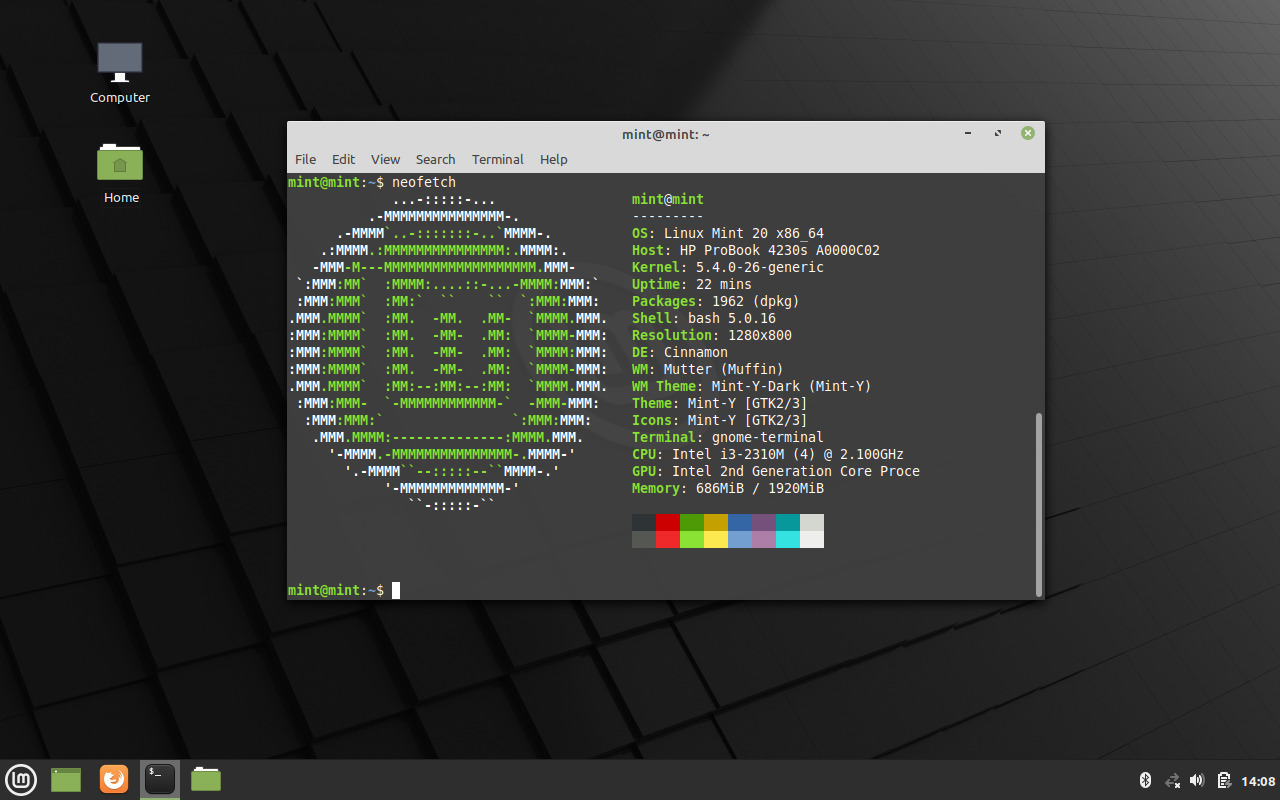 Computer
Home
mint@mint: ~
File Edit View Search Terminal Help
mint@mint:~$ neofetch
...-:::::-... mint@mint
.-MMMMMMMMMMMMMMM-. ---------
.-MMMM`..-:::::::-..`MMMM-. OS: Linux Mint 20 x86_64
.:MMMM.:MMMMMMMMMMMMMMM:.MMMM:. Host: HP ProBook 4230s A0000C02
-MMM-M---MMMMMMMMMMMMMMMMMMM.MMM- Kernel: 5.4.0-26-generic
`:MMM:MM`  :MMMM:....::-...-MMMM:MMM:` Uptime: 22 mins
:MMM:MMM`  :MM:`  ``    ``  `:MMM:MMM: Packages: 1962 (dpkg)
.MMM.MMMM`  :MM.  -MM.  .MM-  `MMMM.MMM. Shell: bash 5.0.16
:MMM:MMMM`  :MM.  -MM-  .MM:  `MMMM-MMM: Resolution: 1280x800
:MMM:MMMM`  :MM.  -MM-  .MM:  `MMMM:MMM: DE: Cinnamon
:MMM:MMMM`  :MM.  -MM-  .MM:  `MMMM-MMM: WM: Mutter (Muffin)
.MMM.MMMM`  :MM:--:MM:--:MM:  `MMMM.MMM. WM Theme: Mint-Y-Dark (Mint-Y)
:MMM:MMM-  `-MMMMMMMMMMMM-`  -MMM-MMM: Theme: Mint-Y [GTK2/3]
:MMM:MMM:`                `:MMM:MMM: Icons: Mint-Y [GTK2/3]
.MMM.MMMM:--------------:MMMM.MMM. Terminal: gnome-terminal
'-MMMM.-MMMMMMMMMMMMMMM-.MMMM-' CPU: Intel i3-2310M (4) @ 2.100GHz
'.-MMMM``--:::::--``MMMM-.' GPU: Intel 2nd Generation Core Proce
'-MMMMMMMMMMMMM-' Memory: 686MiB / 1920MiB
``-:::::-``
mint@mint:~$
$_
14:08